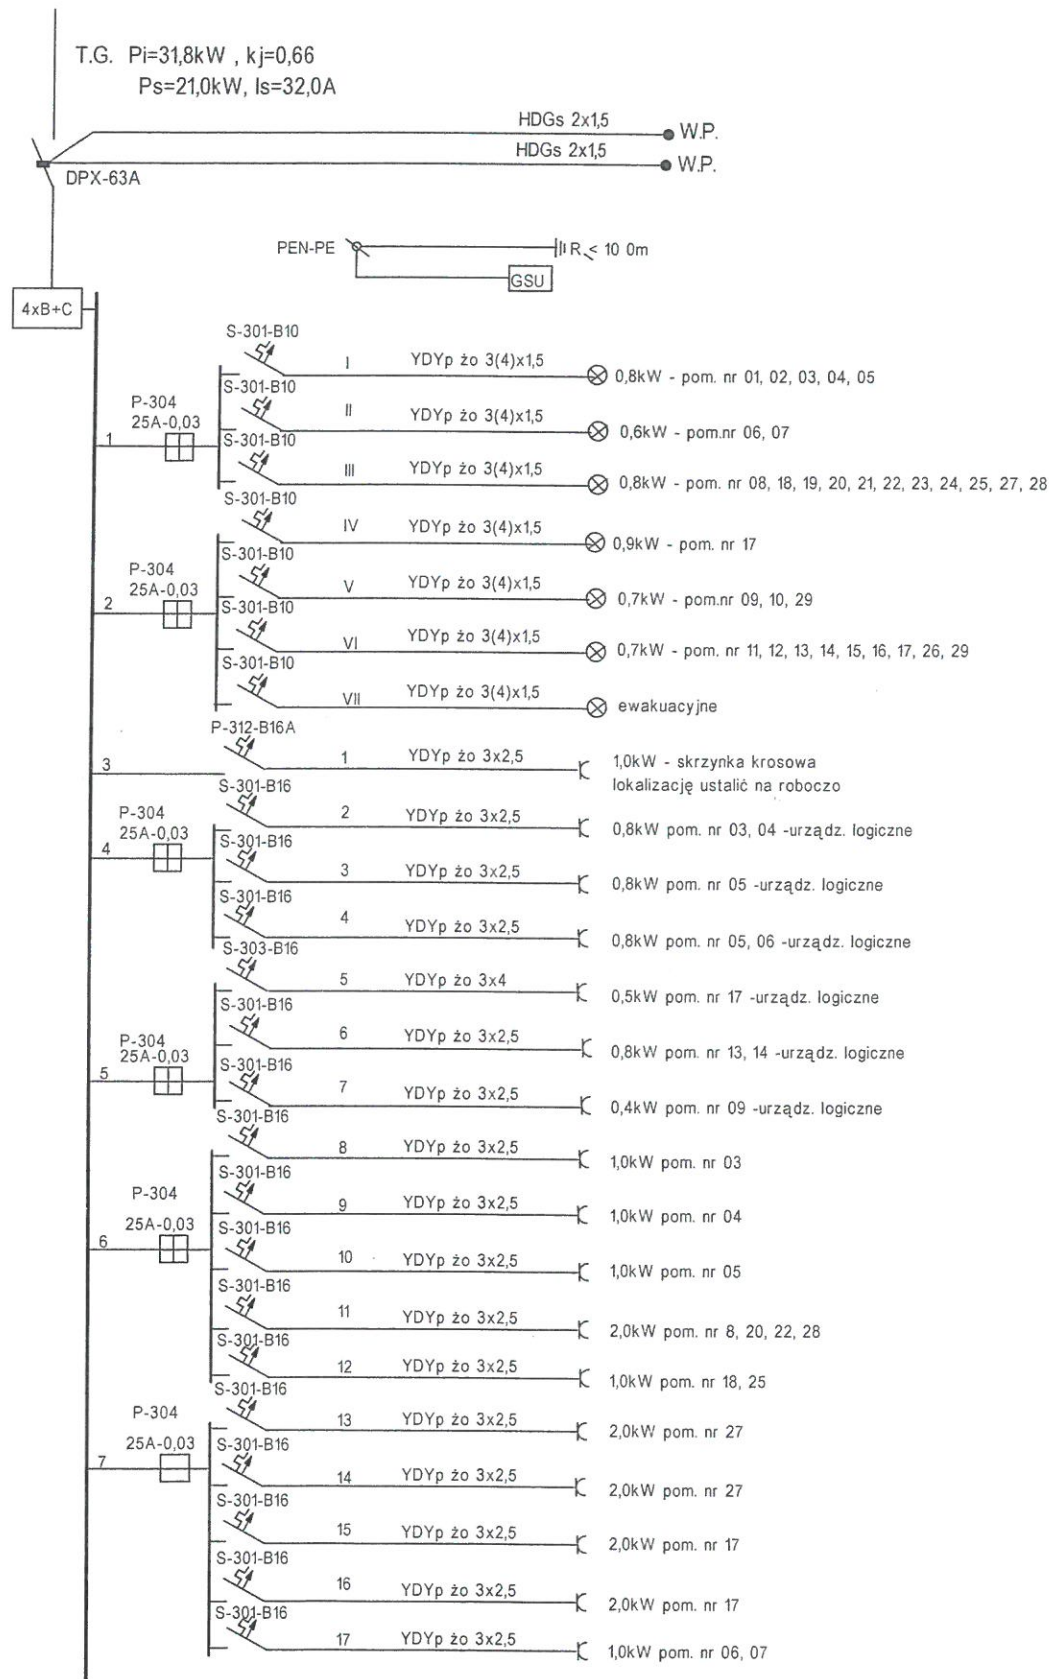 T.G. Pi=31,8kW , kj=0,66
Ps=21,0kW, Is=32,0A
HDGs 2x1,5
W.P.
HDGs 2x1,5
W.P.
DPX-63A
PEN-PE
R < 10 0m
GSU
4xB+C
S-301-B10
I
YDYp żo 3(4)x1,5
0,8kW - pom. nr 01, 02, 03, 04, 05
P-304
25A-0,03
1
S-301-B10
II
YDYp żo 3(4)x1,5
0,6kW - pom.nr 06, 07
S-301-B10
III
YDYp żo 3(4)x1,5
0,8kW - pom. nr 08, 18, 19, 20, 21, 22, 23, 24, 25, 27, 28
S-301-B10
IV
YDYp żo 3(4)x1,5
0,9kW - pom. nr 17
P-304
25A-0,03
2
S-301-B10
V
YDYp żo 3(4)x1,5
0,7kW - pom.nr 09, 10, 29
S-301-B10
VI
YDYp żo 3(4)x1,5
0,7kW - pom. nr 11, 12, 13, 14, 15, 16, 17, 26, 29
S-301-B10
VII
YDYp żo 3(4)x1,5
ewakuacyjne
3
P-312-B16A
1
YDYp żo 3x2,5
1,0kW - skrzynka krosowa
lokalizację ustalić na roboczo
P-304
25A-0,03
4
S-301-B16
2
YDYp żo 3x2,5
0,8kW pom. nr 03, 04 -urządz. logiczne
S-301-B16
3
YDYp żo 3x2,5
0,8kW pom. nr 05 -urządz. logiczne
S-301-B16
4
YDYp żo 3x2,5
0,8kW pom. nr 05, 06 -urządz. logiczne
S-303-B16
5
YDYp żo 3x4
0,5kW pom. nr 17 -urządz. logiczne
P-304
25A-0,03
5
S-301-B16
6
YDYp żo 3x2,5
0,8kW pom. nr 13, 14 -urządz. logiczne
S-301-B16
7
YDYp żo 3x2,5
0,4kW pom. nr 09 -urządz. logiczne
S-301-B16
8
YDYp żo 3x2,5
1,0kW pom. nr 03
P-304
25A-0,03
6
S-301-B16
9
YDYp żo 3x2,5
1,0kW pom. nr 04
S-301-B16
10
YDYp żo 3x2,5
1,0kW pom. nr 05
S-301-B16
11
YDYp żo 3x2,5
2,0kW pom. nr 8, 20, 22, 28
S-301-B16
12
YDYp żo 3x2,5
1,0kW pom. nr 18, 25
S-301-B16
13
YDYp żo 3x2,5
2,0kW pom. nr 27
P-304
25A-0,03
7
S-301-B16
14
YDYp żo 3x2,5
2,0kW pom. nr 27
S-301-B16
15
YDYp żo 3x2,5
2,0kW pom. nr 17
S-301-B16
16
YDYp żo 3x2,5
2,0kW pom. nr 17
S-301-B16
17
YDYp żo 3x2,5
1,0kW pom. nr 06, 07